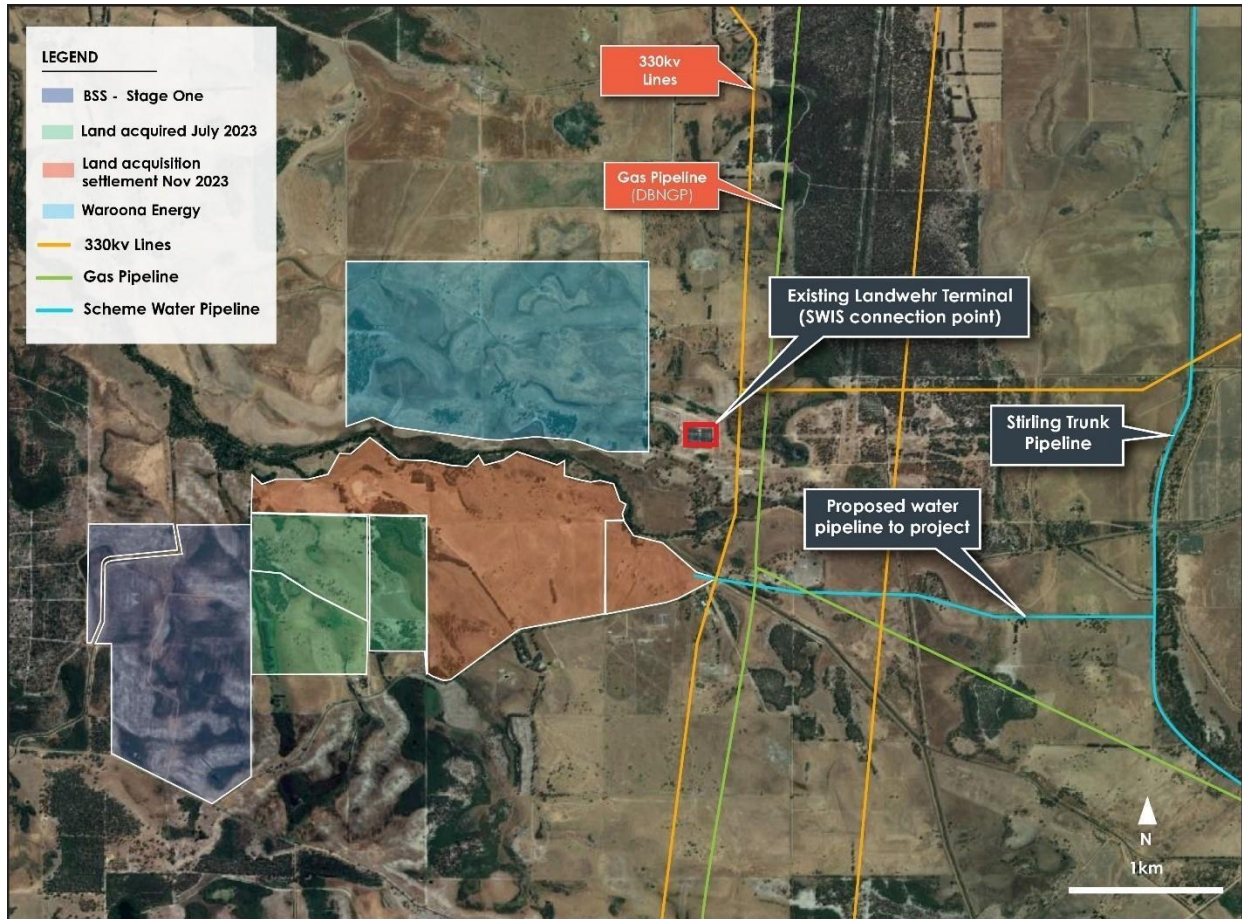 LEGEND
BSS - Stage One
Land acquired July 2023
Land acquisition
settlement Nov 2023
Waroona Energy
330kv Lines
Gas Pipeline
Scheme Water Pipeline
330kv
Lines
Gas Pipeline
(DBNGP)
Existing Landwehr Terminal
(SWIS connection point)
Stirling Trunk
Pipeline
Proposed water
pipeline to project
N
1km